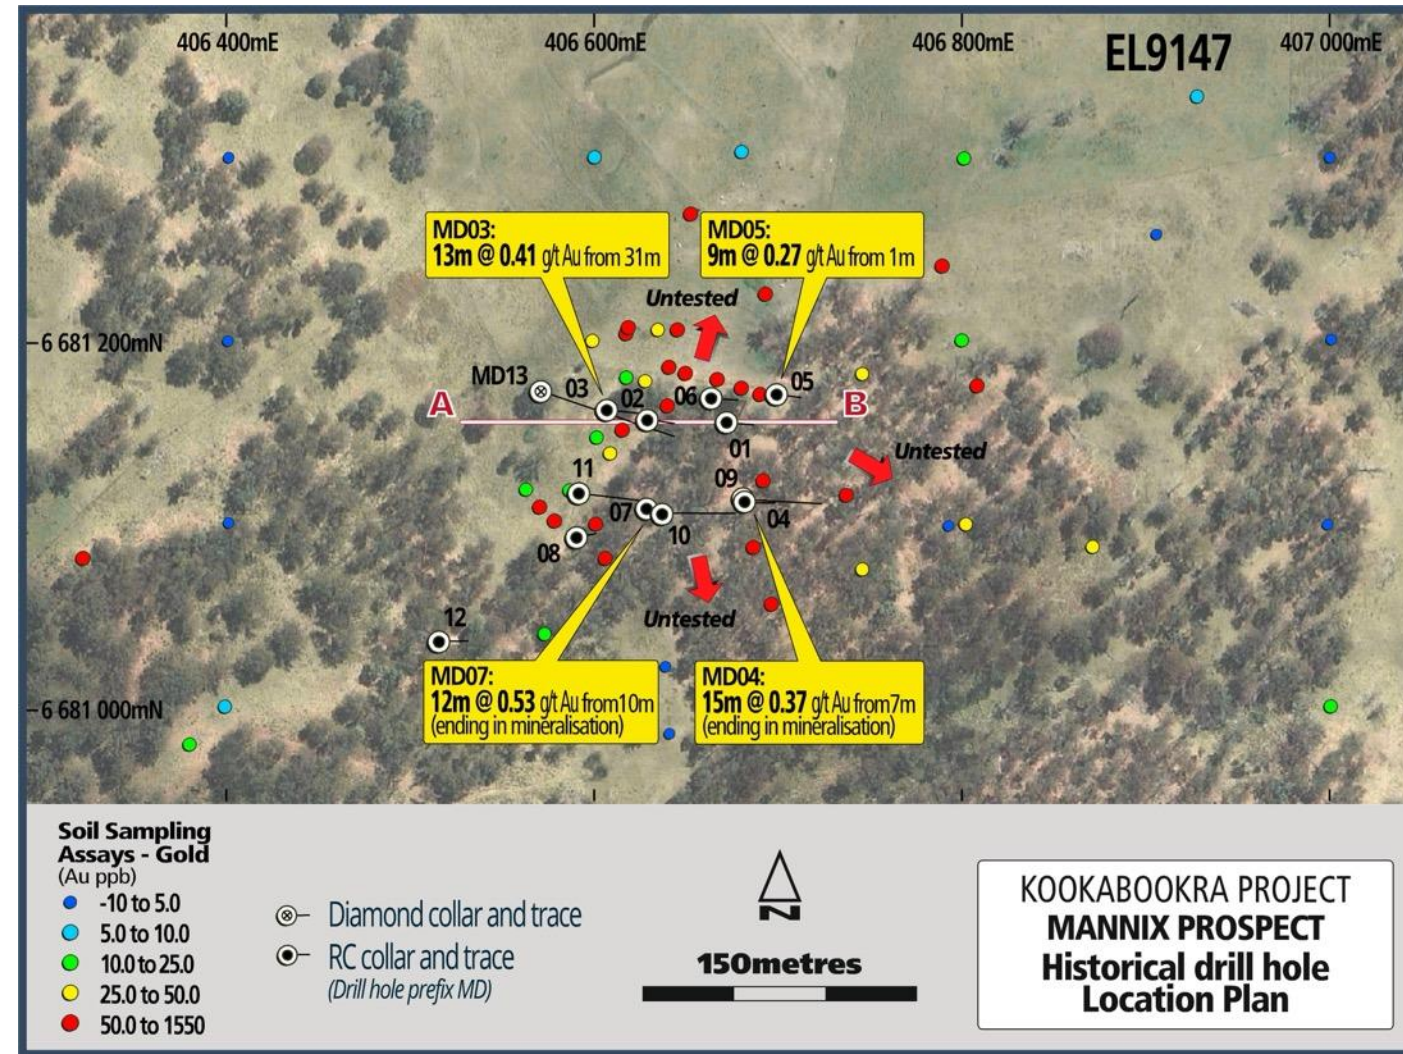 406 400mE
406 600mE
406 800mE
407 000mE
EL9147
MD03:
13m @ 0.41 g/t Au from 31m
MD05:
9m @ 0.27 g/t Au from 1m
Untested
6 681 200mN
MD13
03
02
06
05
A
B
01
Untested
11
09
07
10
04
08
Untested
12
MD07:
12m @ 0.53 g/t Au from10m
(ending in mineralisation)
MD04:
15m @ 0.37 g/t Au from7m
(ending in mineralisation)
6 681 000mN
Soil Sampling
Assays - Gold
(Au ppb)
-10 to 5.0
5.0 to 10.0
10.0 to 25.0
25.0 to 50.0
50.0 to 1550
Diamond collar and trace
RC collar and trace
(Drill hole prefix MD)
N
150metres
KOOKABOOKRA PROJECT
MANNIX PROSPECT
Historical drill hole
Location Plan